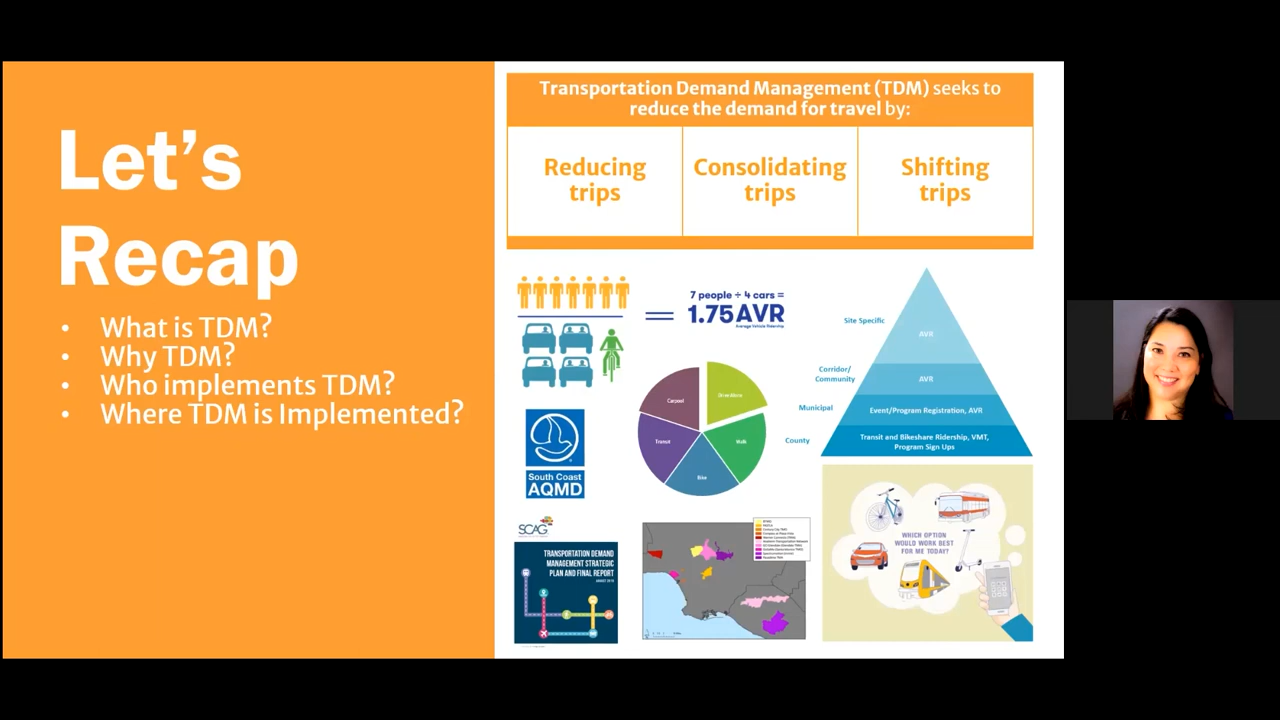 Let's
Recap
• What is TDM?
• Why TDM?
• Who implements TDM?
• Where TDM is Implemented?
Transportation Demand Management (TDM) seeks to
reduce the demand for travel by:
Reducing
trips
Consolidating
trips
Shifting
trips
7 people ÷ 4 cars =
1.75 AVR
Average Vehicle Ridership
Site Specific
AVR
Corridor/
Community
AVR
Municipal
Event/Program Registration, AVR
County
Transit and Bikeshare Ridership, VMT,
Program Sign Ups
Carpool
Drive Alone
Transit
Walk
Bike
South Coast
AQMD
SCAG
TRANSPORTATION DEMAND
MANAGEMENT STRATEGIC
PLAN AND FINAL REPORT
WHICH OPTION
WOULD WORK BEST
FOR ME TODAY?